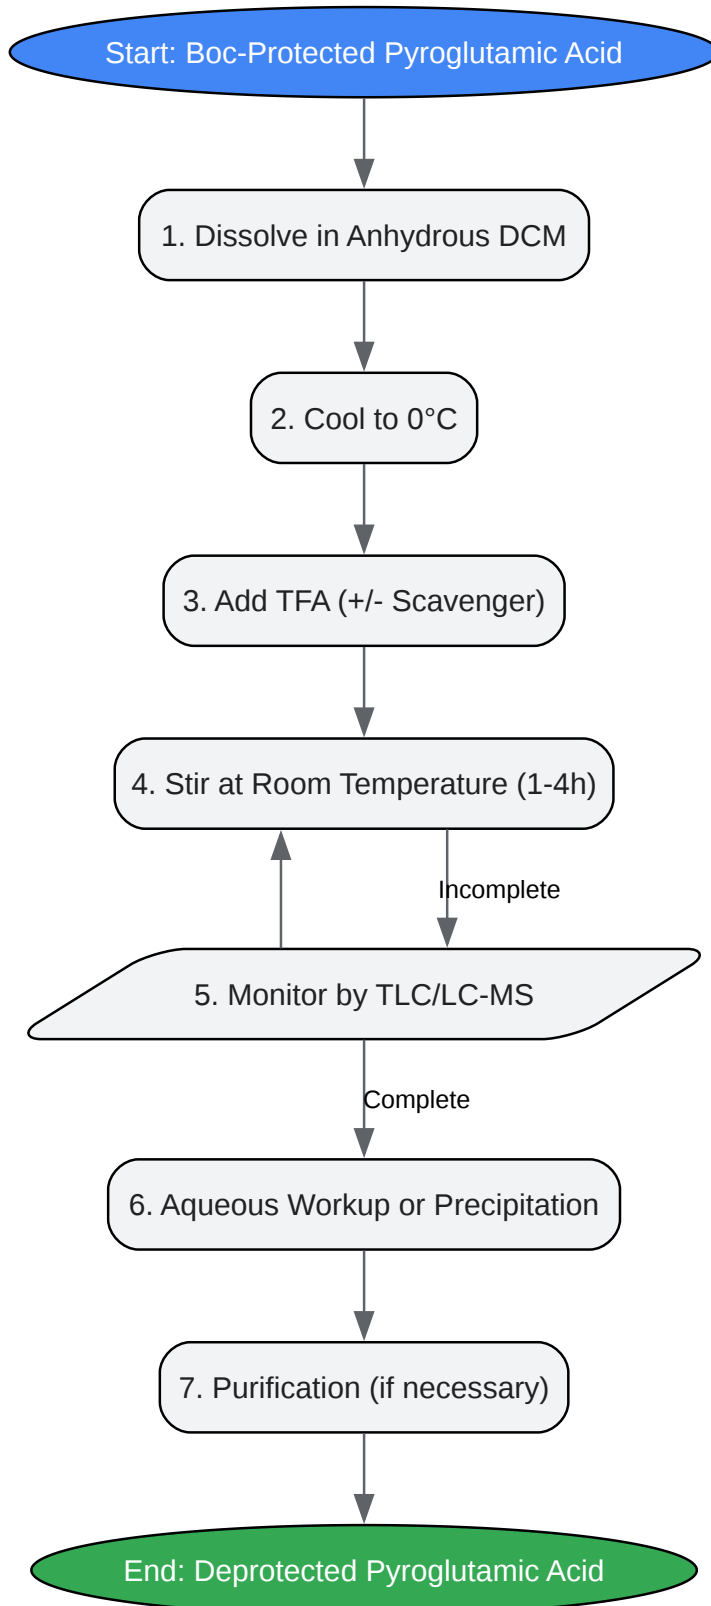 Start: Boc-Protected Pyroglutamic Acid
1. Dissolve in Anhydrous DCM
2. Cool to 0°C
3. Add TFA (+/- Scavenger)
4. Stir at Room Temperature (1-4h)
Incomplete
5. Monitor by TLC/LC-MS
Complete
6. Aqueous Workup or Precipitation
7. Purification (if necessary)
End: Deprotected Pyroglutamic Acid